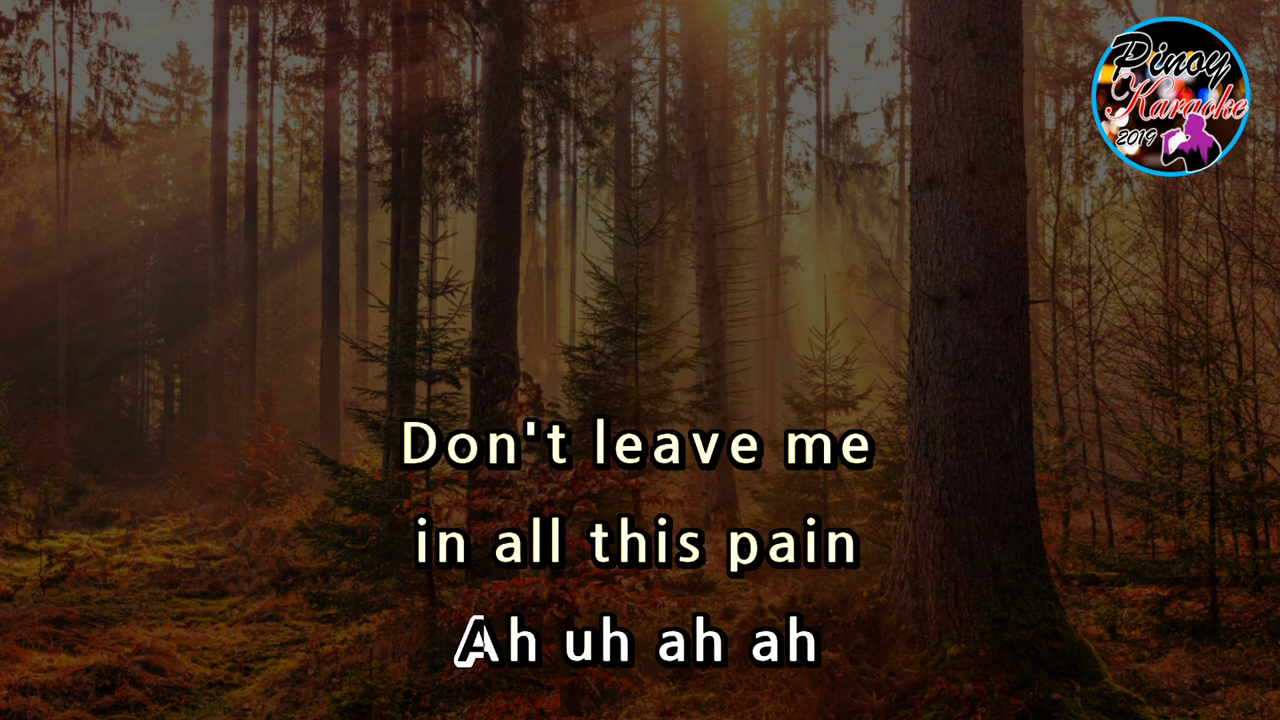 Pinoy
Karaoke
2019
Don't leave me
in all this pain
Ah uh ah ah